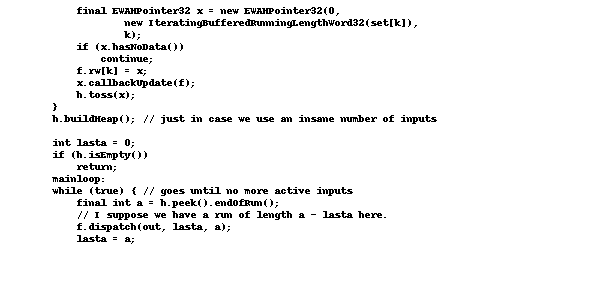 final EWAHPointer32 x = new EWAHPointer32(0,
new IteratingBufferedRunningLengthWord32(set[k]),
k);
if (x.hasNoData())
continue;
f.rw[k] = x;
x.callbackUpdate(f);
h.toss(x);
}
h.buildHeap(); // just in case we use an insane number of inputs
int lasta = 0;
if (h.isEmpty())
return;
mainloop:
while (true) { // goes until no more active inputs
final int a = h.peek().endOfRun();
// I suppose we have a run of length a - lasta here.
f.dispatch(out, lasta, a);
lasta = a;